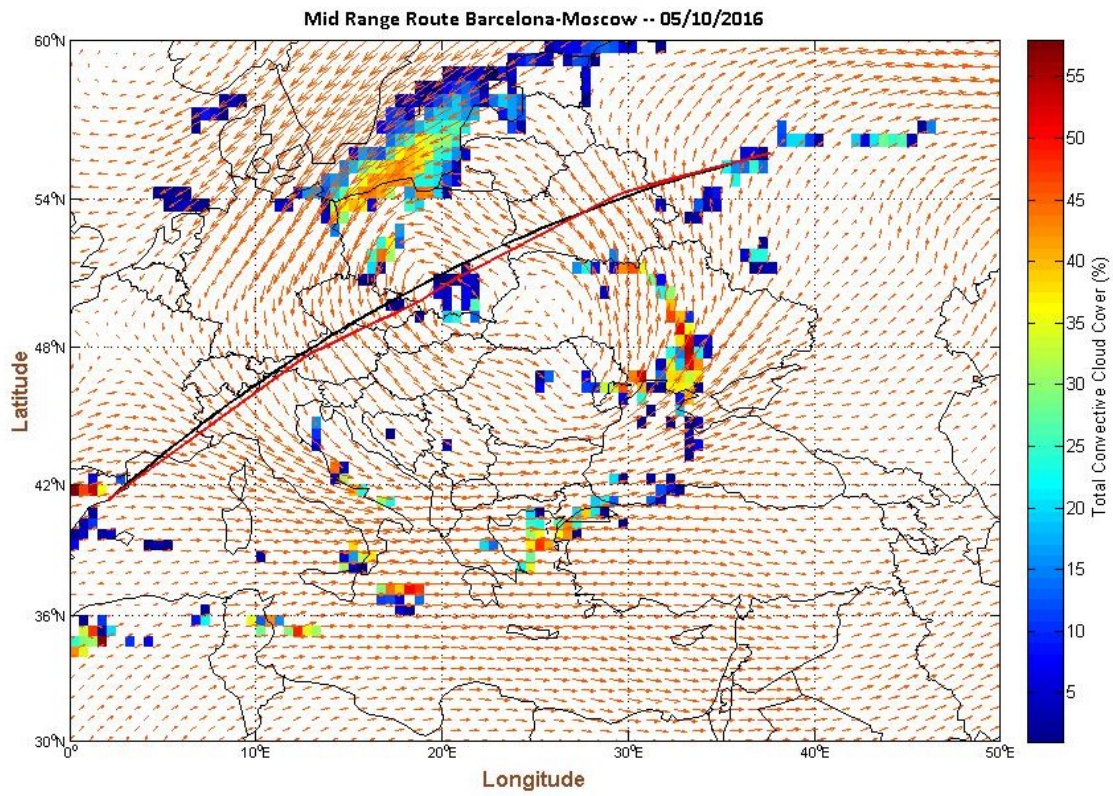 Mid Range Route Barcelona-Moscow -- 05/10/2016
60°N
54°N
48°N
42°N
36°N
30°N
0°
10°E
20°E
30°E
40°E
50°E
Latitude
Longitude
55
50
45
40
35
30
25
20
15
10
5
Total Convective Cloud Cover (%)